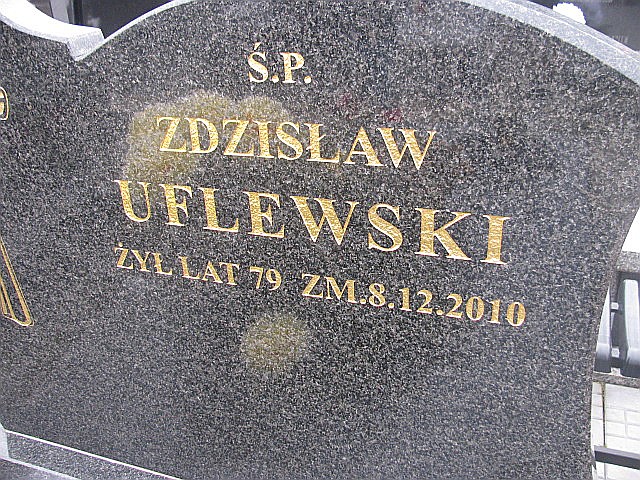 Ś.P.
ZDZISŁAW
UFLEWSKI
ŻYŁ LAT 79 ZM.8.12.2010